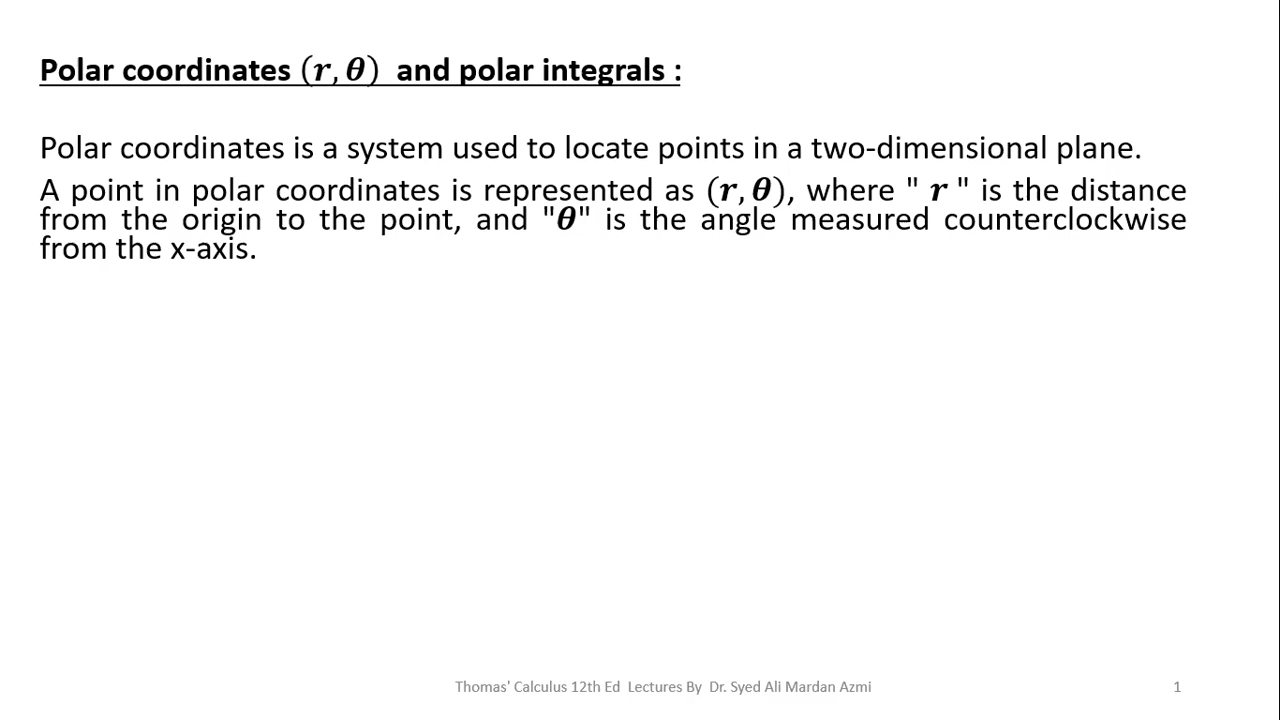 Polar coordinates (r, θ) and polar integrals :
Polar coordinates is a system used to locate points in a two-dimensional plane.
A point in polar coordinates is represented as (r, θ), where " r " is the distance
from the origin to the point, and "θ" is the angle measured counterclockwise
from the x-axis.
Thomas' Calculus 12th Ed Lectures By Dr. Syed Ali Mardan Azmi
1